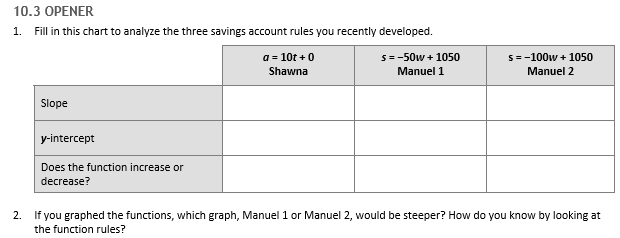 10.3 OPENER
1. Fill in this chart to analyze the three savings account rules you recently developed.
a = 10t + 0
Shawna
s = –50w + 1050
Manuel 1
s = –100w + 1050
Manuel 2
Slope
y-intercept
Does the function increase or
decrease?
2. If you graphed the functions, which graph, Manuel 1 or Manuel 2, would be steeper? How do you know by looking at
the function rules?